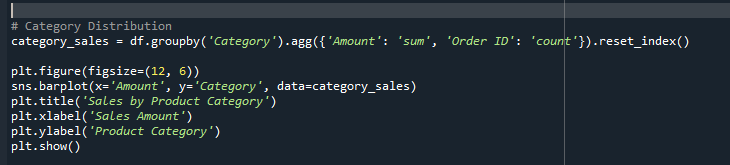 # Category Distribution
category_sales = df.groupby('Category').agg({'Amount': 'sum', 'Order ID': 'count'}).reset_index()
plt.figure(figsize=(12, 6))
sns.barplot(x='Amount', y='Category', data=category_sales)
plt.title('Sales by Product Category')
plt.xlabel('Sales Amount')
plt.ylabel('Product Category')
plt.show()